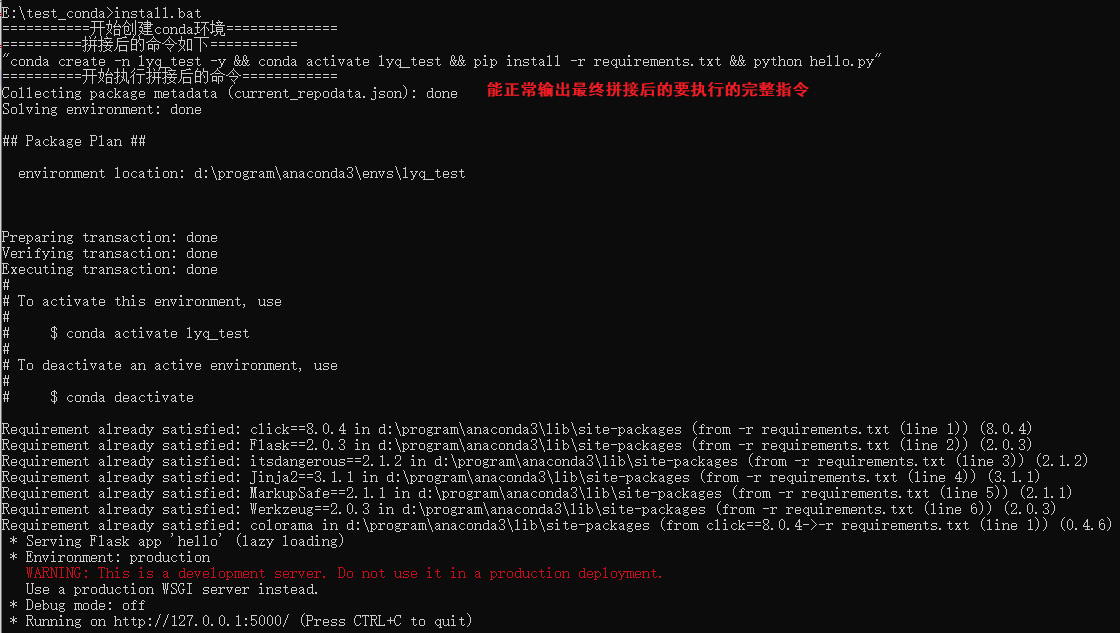 E:\test_conda>install.bat
===========开始创建conda环境==============
==========拼接后的命令如下===========
"conda create -n lyq_test -y && conda activate lyq_test && pip install -r requirements.txt && python hello.py"
==========开始执行拼接后的命令============
Collecting package metadata (current_repodata.json): done
能正常输出最终拼接后的要执行的完整指令
Solving environment: done
## Package Plan ##
environment location: d:\program\anaconda3\envs\lyq_test
Preparing transaction: done
Verifying transaction: done
Executing transaction: done
#
# To activate this environment, use
#
#     $ conda activate lyq_test
#
# To deactivate an active environment, use
#
#     $ conda deactivate
Requirement already satisfied: click==8.0.4 in d:\program\anaconda3\lib\site-packages (from -r requirements.txt (line 1)) (8.0.4)
Requirement already satisfied: Flask==2.0.3 in d:\program\anaconda3\lib\site-packages (from -r requirements.txt (line 2)) (2.0.3)
Requirement already satisfied: itsdangerous==2.1.2 in d:\program\anaconda3\lib\site-packages (from -r requirements.txt (line 3)) (2.1.2)
Requirement already satisfied: Jinja2==3.1.1 in d:\program\anaconda3\lib\site-packages (from -r requirements.txt (line 4)) (3.1.1)
Requirement already satisfied: MarkupSafe==2.1.1 in d:\program\anaconda3\lib\site-packages (from -r requirements.txt (line 5)) (2.1.1)
Requirement already satisfied: Werkzeug==2.0.3 in d:\program\anaconda3\lib\site-packages (from -r requirements.txt (line 6)) (2.0.3)
Requirement already satisfied: colorama in d:\program\anaconda3\lib\site-packages (from click==8.0.4->-r requirements.txt (line 1)) (0.4.6)
* Serving Flask app 'hello' (lazy loading)
* Environment: production
WARNING: This is a development server. Do not use it in a production deployment.
Use a production WSGI server instead.
* Debug mode: off
* Running on http://127.0.0.1:5000/ (Press CTRL+C to quit)